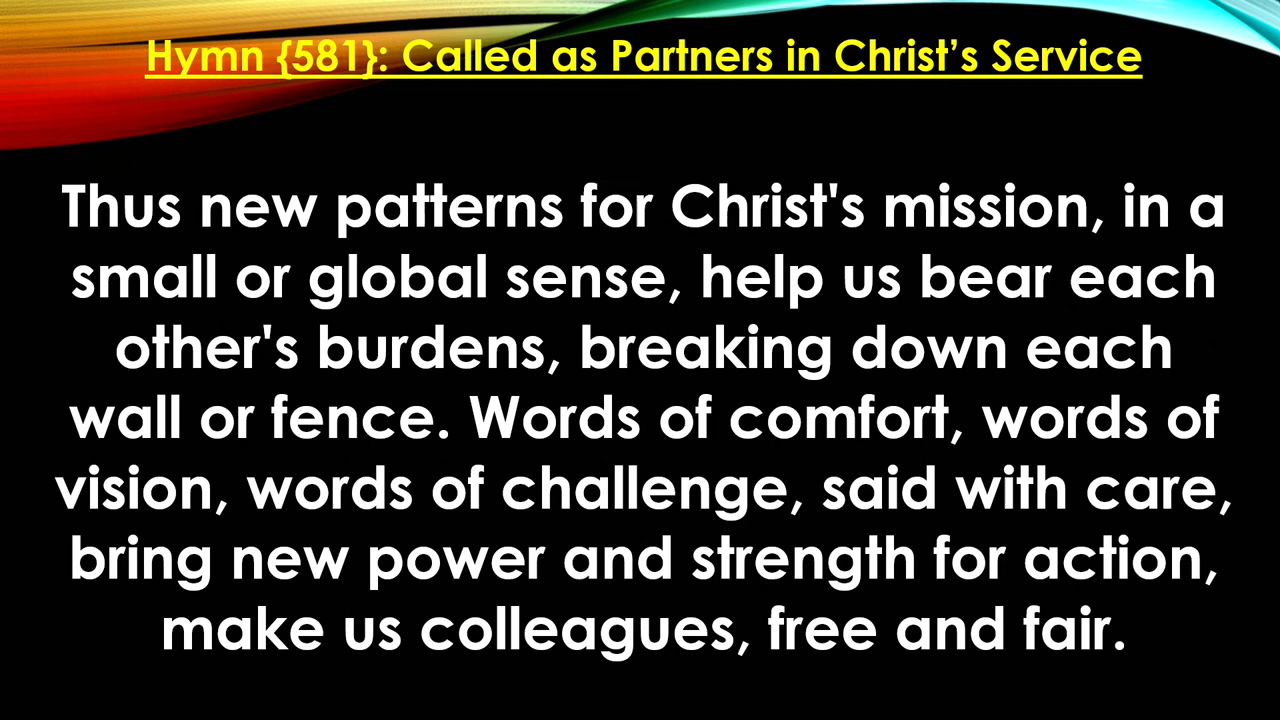 Hymn {581}: Called as Partners in Christ’s Service
Thus new patterns for Christ's mission, in a
small or global sense, help us bear each
other's burdens, breaking down each
wall or fence. Words of comfort, words of
vision, words of challenge, said with care,
bring new power and strength for action,
make us colleagues, free and fair.